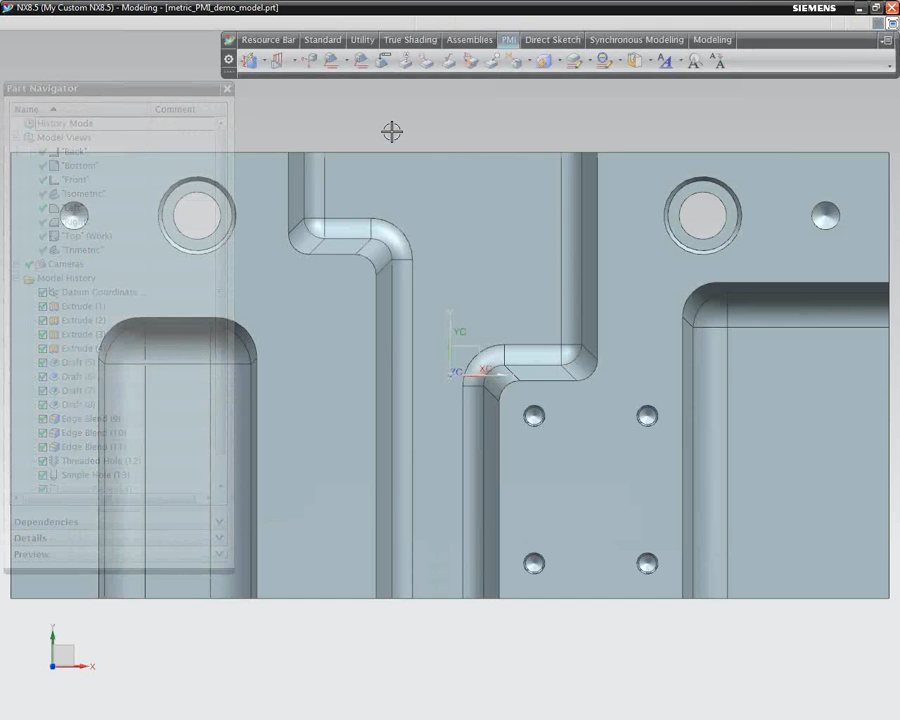 NX8.5 (My Custom NX8.5) - Modeling - [metric_PMI_demo_model.prt]
SIEMENS
Resource Bar Standard Utility True Shading Assemblies PMI Direct Sketch Synchronous Modeling Modeling
Part Navigator
Name Comment
History Mode
Model Views
"Back"
"Bottom"
"Front"
"Isometric"
"Top" (Work)
"Trimetric"
Cameras
Model History
Datum Coordinate ...
Extrude (1)
Extrude (2)
Extrude (3)
Extrude (4)
Draft (5)
Draft (6)
Draft (7)
Draft (8)
Edge Blend (9)
Edge Blend (10)
Edge Blend (11)
Threaded Hole (12)
Simple Hole (13)
Dependencies
Details
Preview
YC
ZC XC
Y
X